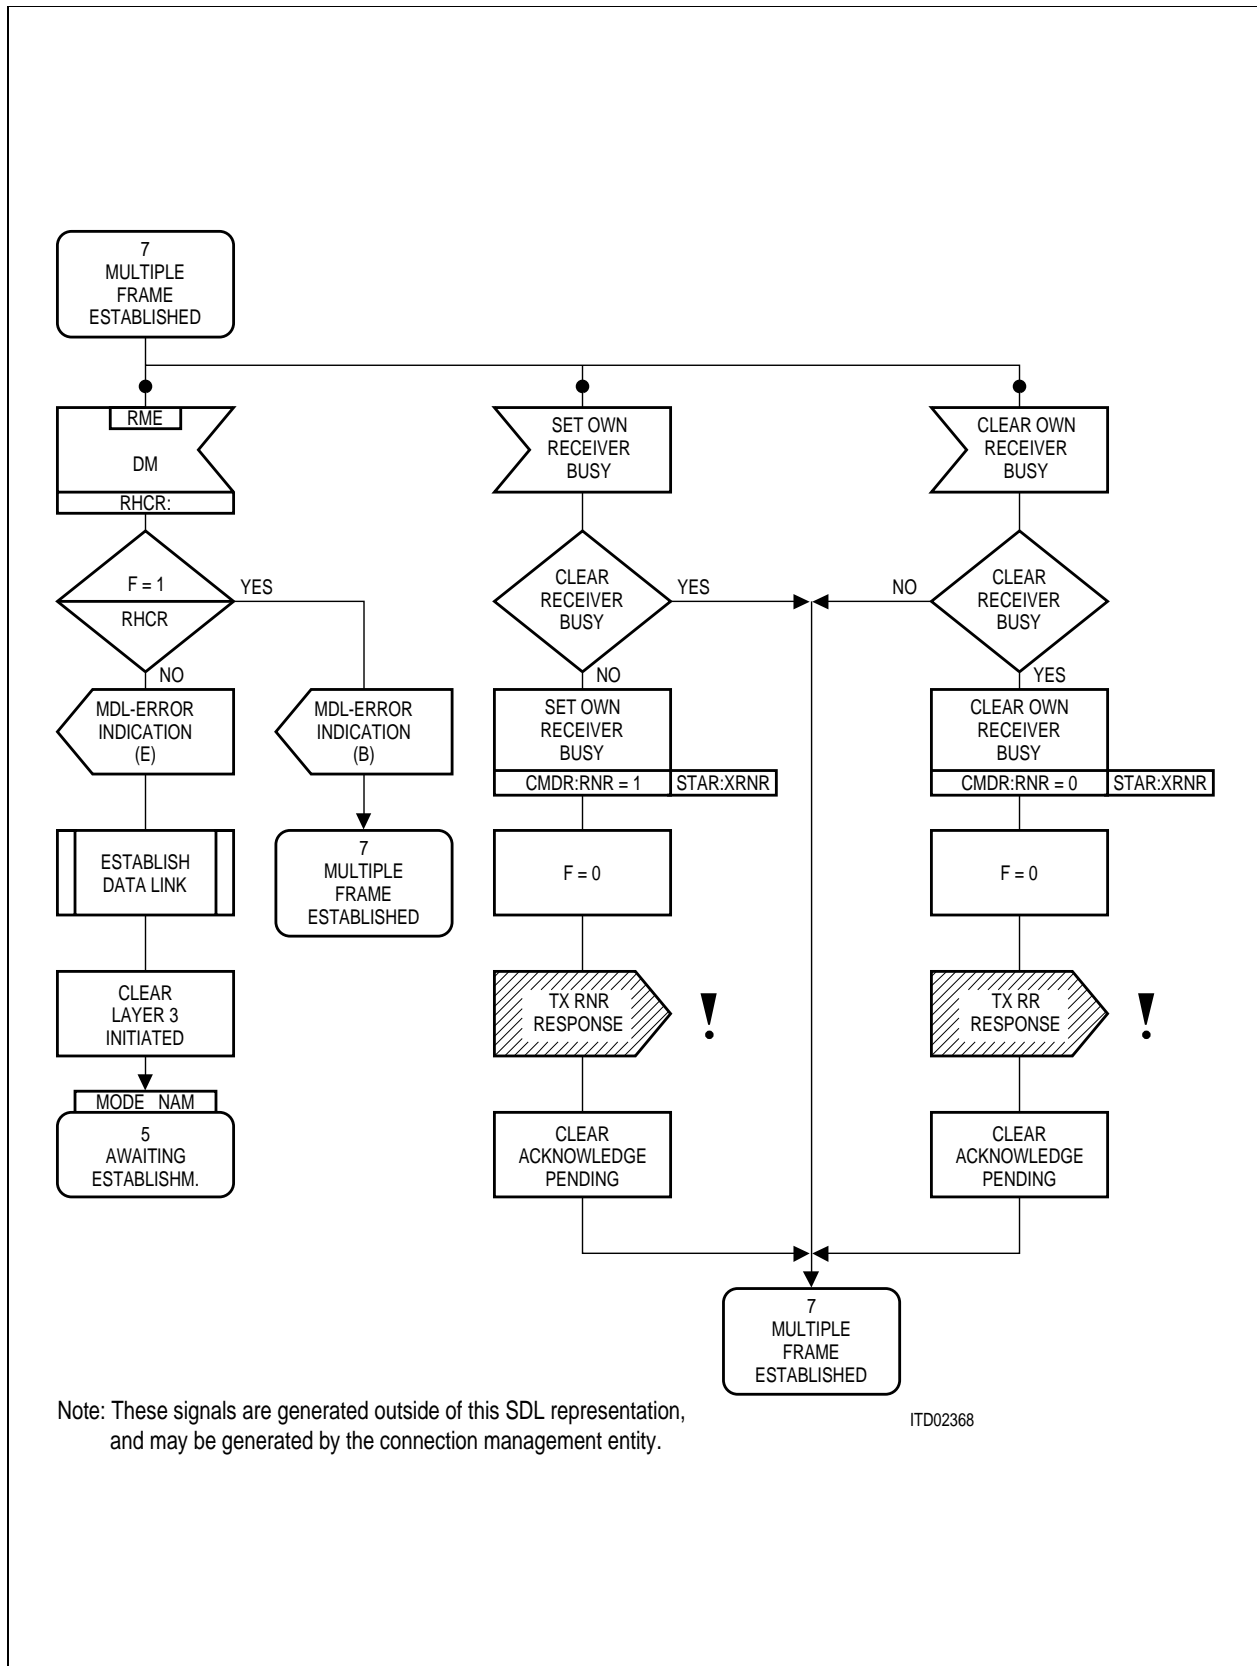 7
MULTIPLE
FRAME
ESTABLISHED
RME
DM
RHCR:
F = 1
RHCR
YES
NO
MDL-ERROR
INDICATION
(E)
MDL-ERROR
INDICATION
(B)
ESTABLISH
DATA LINK
7
MULTIPLE
FRAME
ESTABLISHED
CLEAR
LAYER 3
INITIATED
MODE NAM
5
AWAITING
ESTABLISHM.
SET OWN
RECEIVER
BUSY
CLEAR
RECEIVER
BUSY
YES
NO
SET OWN
RECEIVER
BUSY
CMDR:RNR = 1
STAR:XRNR
F = 0
TX RNR
RESPONSE
!
CLEAR
ACKNOWLEDGE
PENDING
CLEAR OWN
RECEIVER
BUSY
NO
CLEAR
RECEIVER
BUSY
YES
CLEAR OWN
RECEIVER
BUSY
CMDR:RNR = 0
STAR:XRNR
F = 0
TX RR
RESPONSE
!
CLEAR
ACKNOWLEDGE
PENDING
7
MULTIPLE
FRAME
ESTABLISHED
Note: These signals are generated outside of this SDL representation,
and may be generated by the connection management entity.
ITD02368